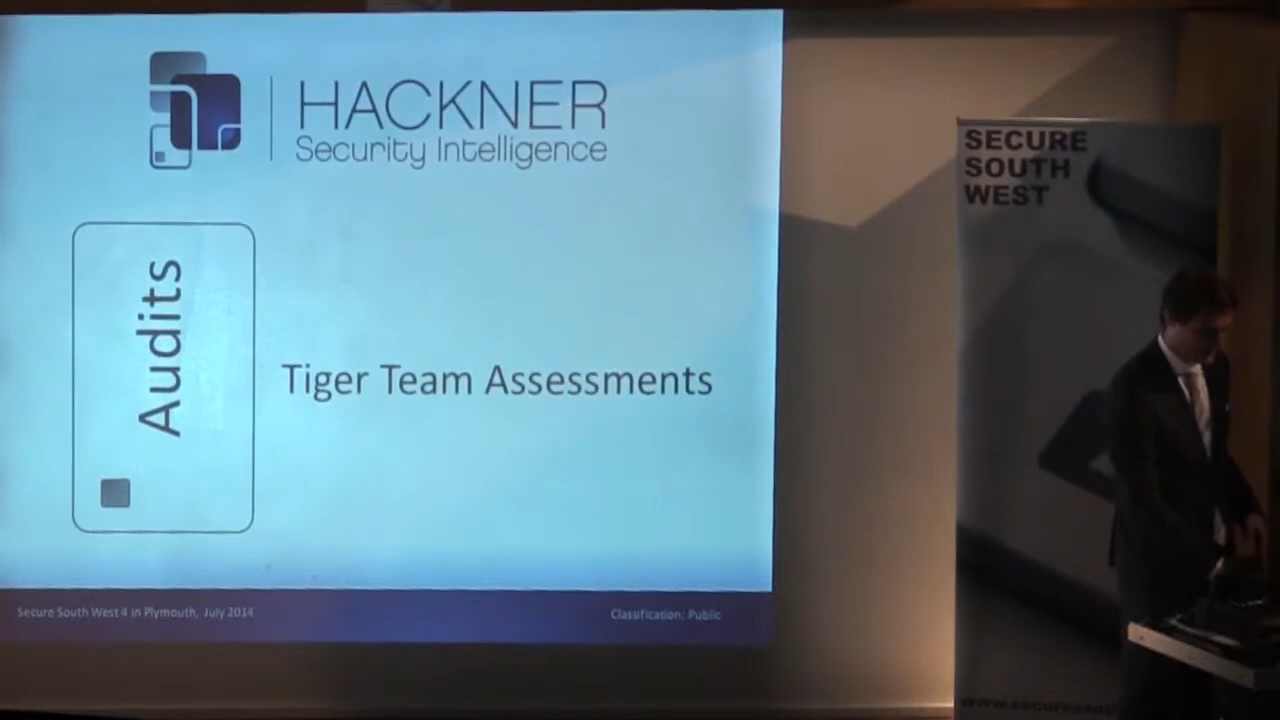 HACKNER
Security Intelligence
Audits
Tiger Team Assessments
Secure South West 4 in Plymouth, July 2014
Classification: Public
SECURE
SOUTH
WEST